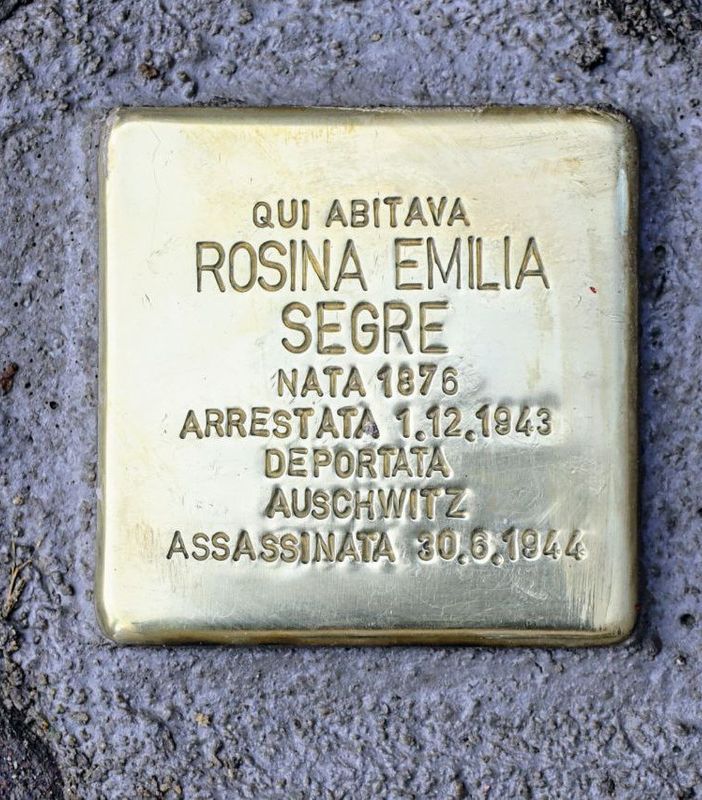 QUI ABITAVA
ROSINA EMILIA
SEGRE
NATA 1876
ARRESTATA 1.12.1943
DEPORTATA
AUSCHWITZ
ASSASSINATA 30.6.1944